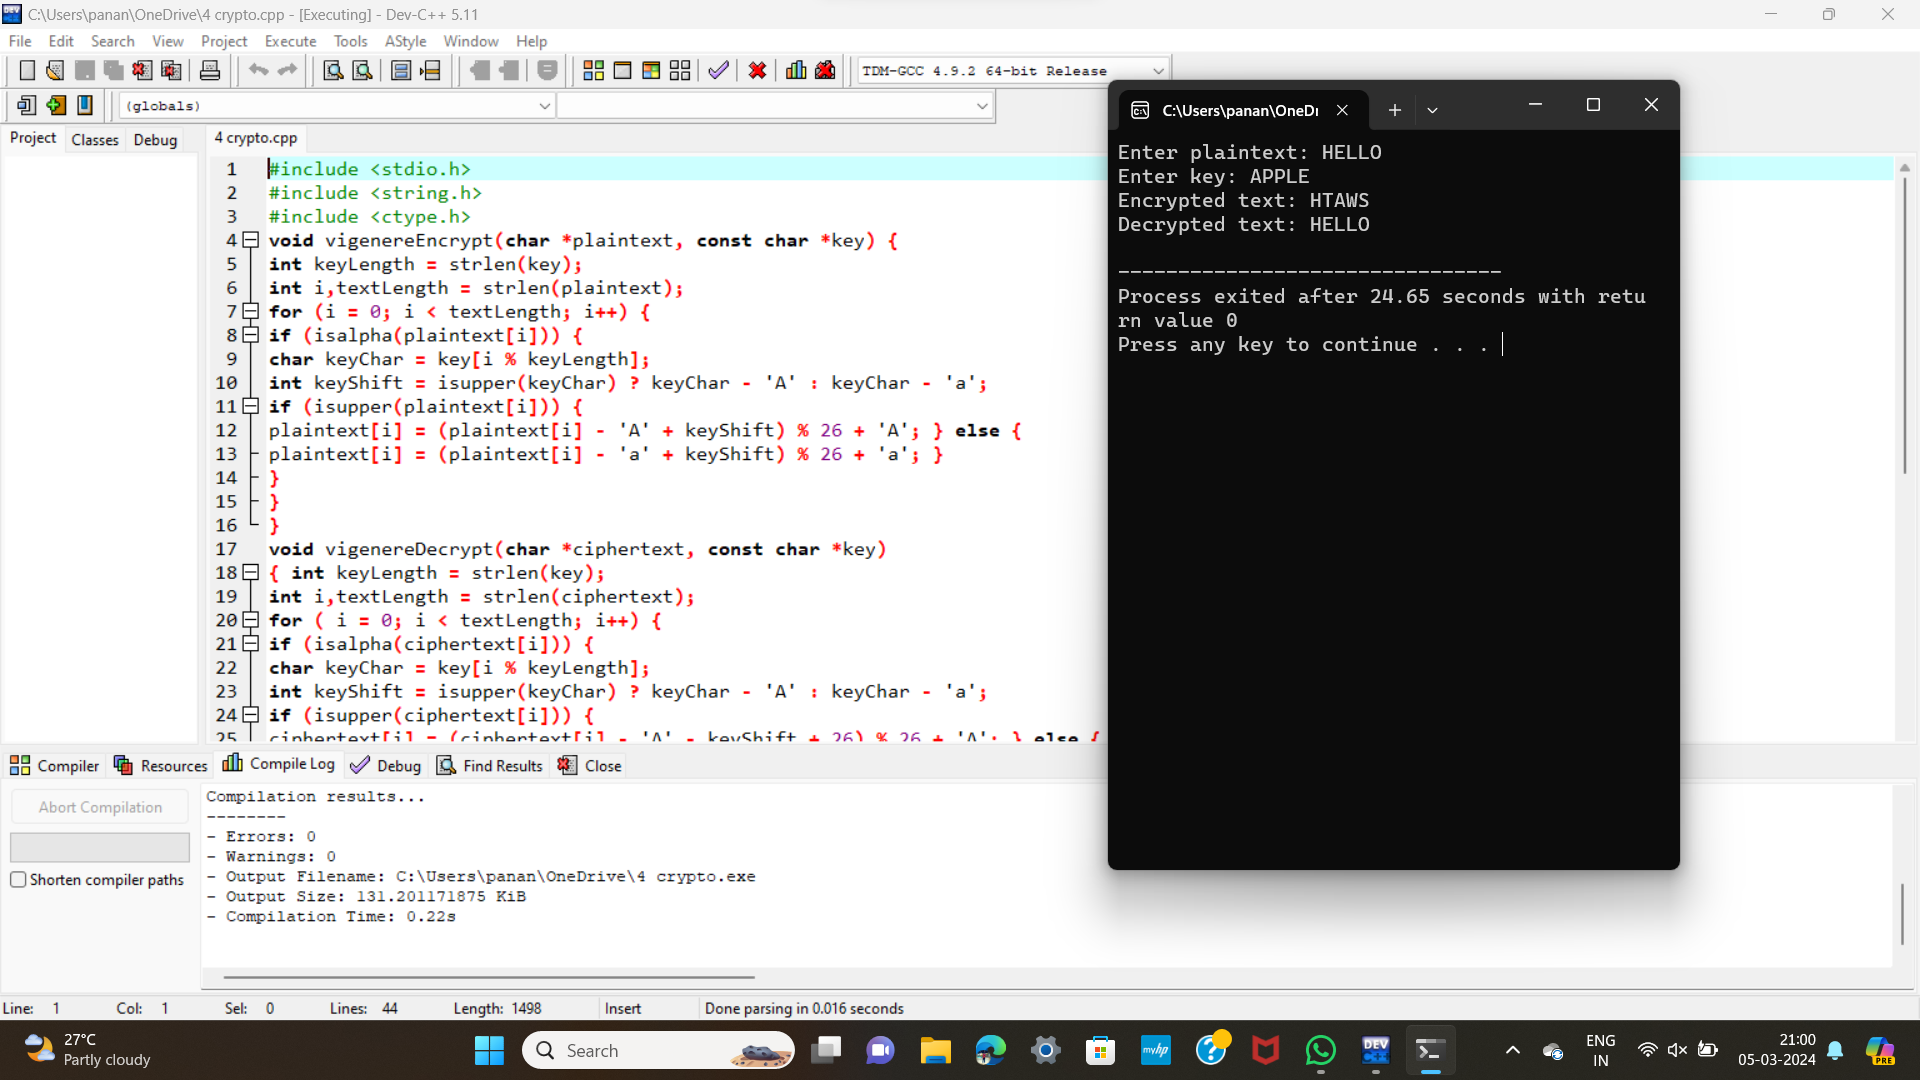 C:\Users\panan\OneDrive\4 crypto.cpp - [Executing] - Dev-C++ 5.11
File Edit Search View Project Execute Tools AStyle Window Help
TDM-GCC 4.9.2 64-bit Release
(globals)
Project Classes Debug
4 crypto.cpp
1 #include <stdio.h>
2 #include <string.h>
3 #include <ctype.h>
4 void vigenereEncrypt(char *plaintext, const char *key) {
5 int keyLength = strlen(key);
6 int i,textLength = strlen(plaintext);
7 for (i = 0; i < textLength; i++) {
8 if (isalpha(plaintext[i])) {
9 char keyChar = key[i % keyLength];
10 int keyShift = isupper(keyChar) ? keyChar - 'A' : keyChar - 'a';
11 if (isupper(plaintext[i])) {
12 plaintext[i] = (plaintext[i] - 'A' + keyShift) % 26 + 'A'; } else {
13 plaintext[i] = (plaintext[i] - 'a' + keyShift) % 26 + 'a'; }
14 }
15 }
16 }
17 void vigenereDecrypt(char *ciphertext, const char *key)
18 { int keyLength = strlen(key);
19 int i,textLength = strlen(ciphertext);
20 for ( i = 0; i < textLength; i++) {
21 if (isalpha(ciphertext[i])) {
22 char keyChar = key[i % keyLength];
23 int keyShift = isupper(keyChar) ? keyChar - 'A' : keyChar - 'a';
24 if (isupper(ciphertext[i])) {
25 ciphertext[i] = (ciphertext[i] - 'A' - keyShift + 26) % 26 + 'A'; } else {
C:\Users\panan\OneDri
Enter plaintext: HELLO
Enter key: APPLE
Encrypted text: HTAWS
Decrypted text: HELLO
--------------------------------
Process exited after 24.65 seconds with retu
rn value 0
Press any key to continue . . .
Compiler Resources Compile Log Debug Find Results Close
Abort Compilation
Shorten compiler paths
Compilation results...
--------
- Errors: 0
- Warnings: 0
- Output Filename: C:\Users\panan\OneDrive\4 crypto.exe
- Output Size: 131.201171875 KiB
- Compilation Time: 0.22s
Line: 1 Col: 1 Sel: 0 Lines: 44 Length: 1498 Insert Done parsing in 0.016 seconds
27°C
Partly cloudy
Search
myhp
DEV
C++
ENG
IN
21:00
05-03-2024
PRE